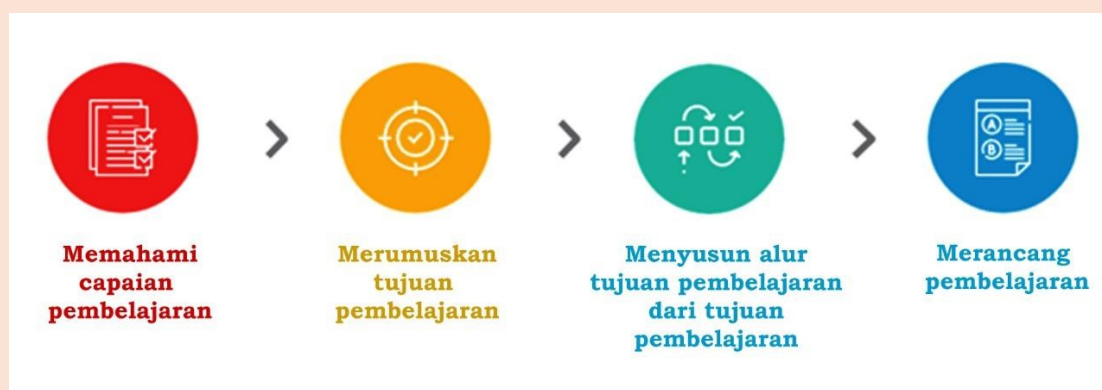 Memahami
capaian
pembelajaran
Merumuskan
tujuan
pembelajaran
Menyusun alur
tujuan pembelajaran
dari tujuan
pembelajaran
A
B
Merancang
pembelajaran